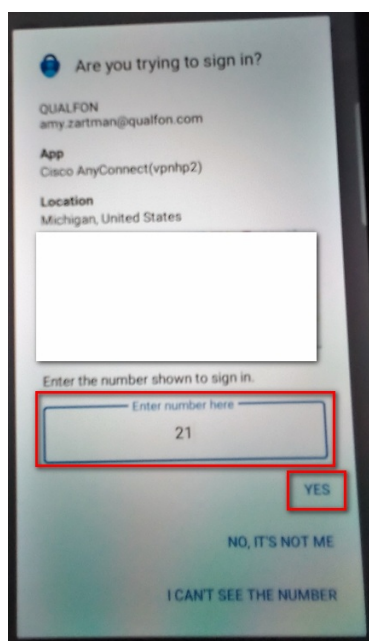 Are you trying to sign in?
QUALFON
amy.zartman@qualfon.com
App
Cisco AnyConnect(vpnhp2)
Location
Michigan, United States
Enter the number shown to sign in.
Enter number here
21
YES
NO, IT'S NOT ME
I CAN'T SEE THE NUMBER